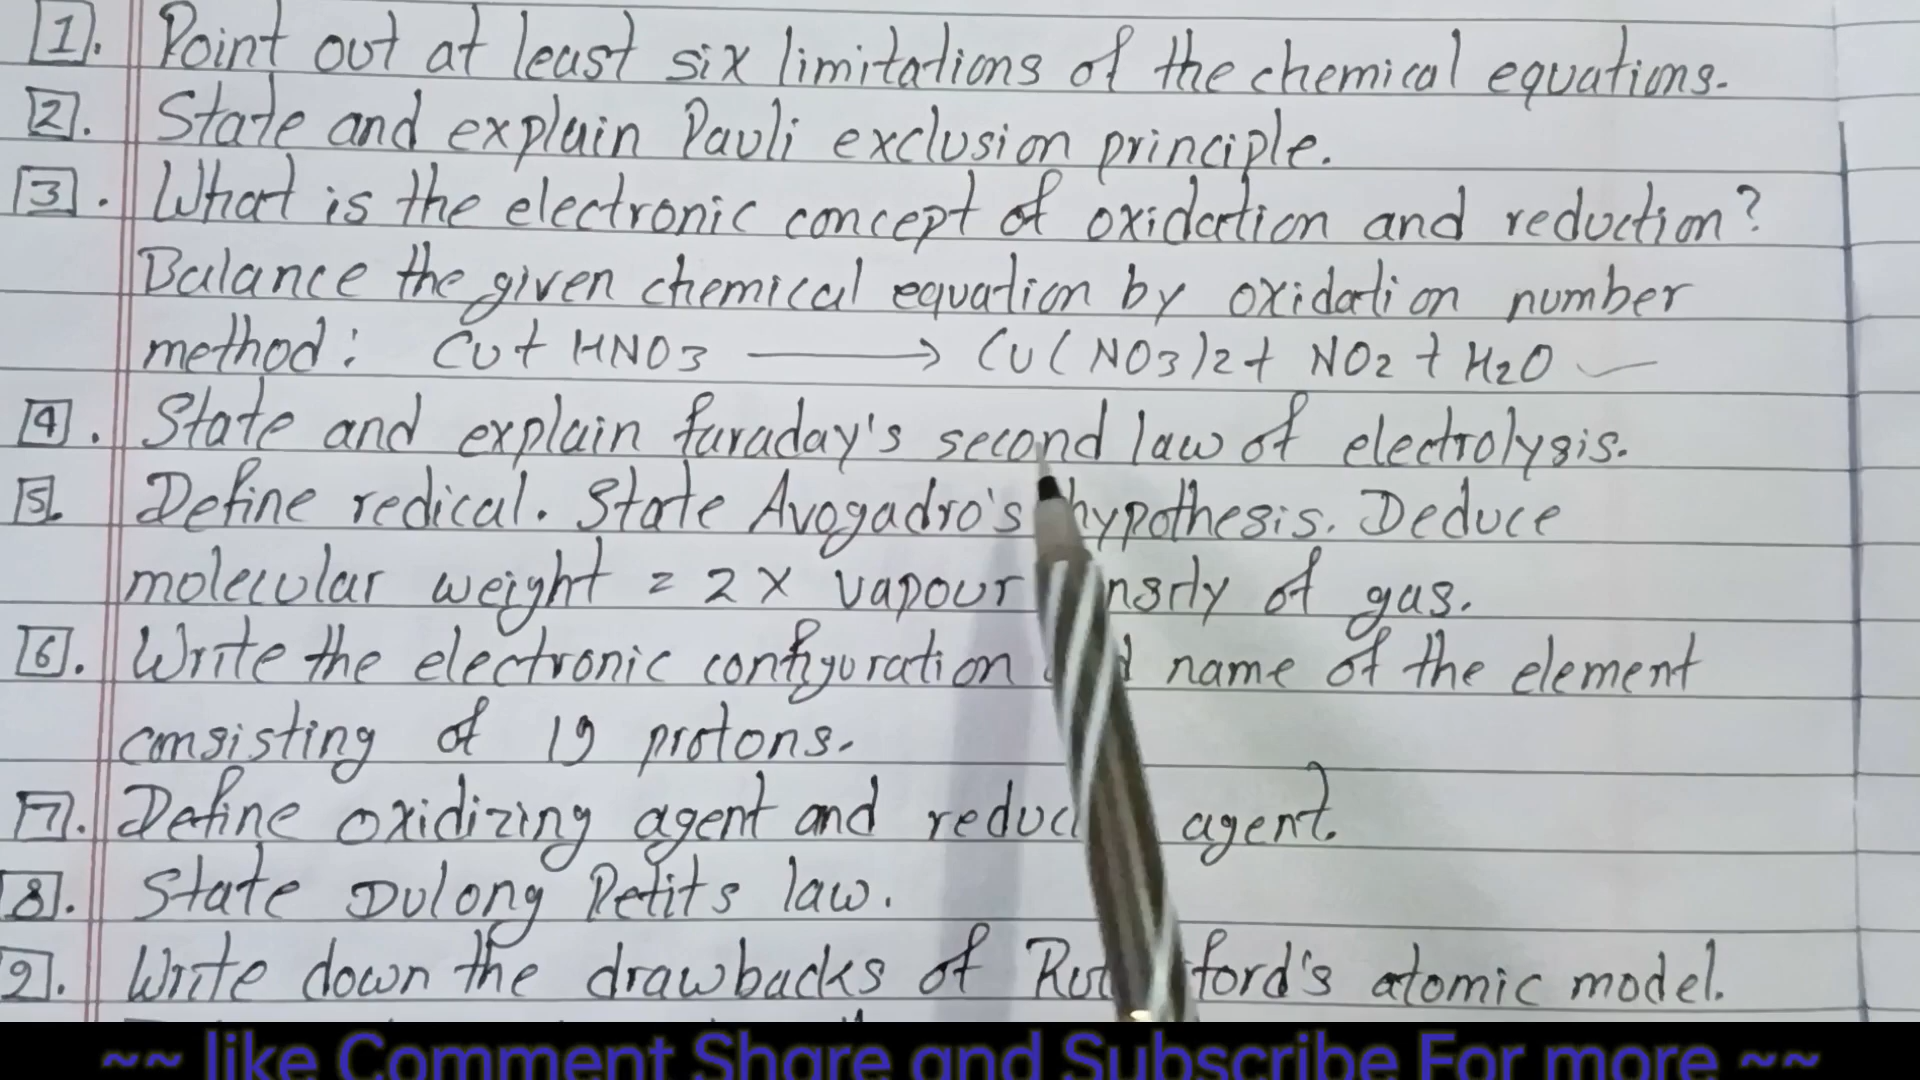 1. Point out at least six limitations of the chemical equations.
2. State and explain Pauli exclusion principle.
3. What is the electronic concept of oxidation and reduction?
Balance the given chemical equation by oxidation number
method: Cu + HNO3 → Cu(NO3)2 + NO2 + H2O
4. State and explain faraday's second law of electrolysis.
5. Define redical. State Avogadro's hypothesis. Deduce
molecular weight = 2 x vapour of gas.
6. Write the electronic configuration name of the element
consisting of 19 protons.
7. Define oxidizing agent and agent.
8. State Dulong Petits law.
9. Write down the drawbacks of atomic model.
~~ like Comment Share and Subscribe For more ~~